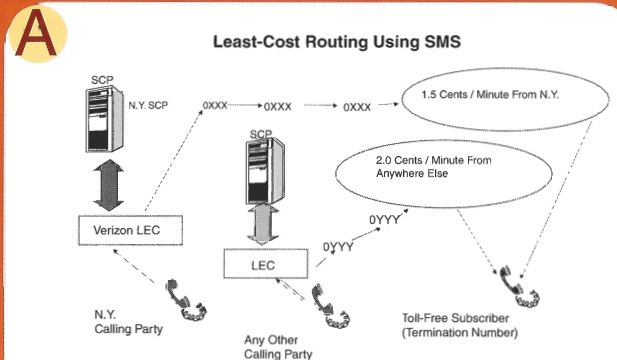 A
Least-Cost Routing Using SMS
SCP
N.Y. SCP
0XXX
0XXX
0XXX
1.5 Cents / Minute From N.Y.
SCP
2.0 Cents / Minute From
Anywhere Else
Verizon LEC
0YYY
0YYY
LEC
N.Y.
Calling Party
Any Other
Calling Party
Toll-Free Subscriber
(Termination Number)